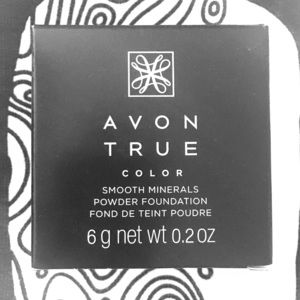 AVON
TRUE
COLOR
SMOOTH MINERALS
POWDER FOUNDATION
FOND DE TEINT POUDRE
6 g net wt 0.2 oz